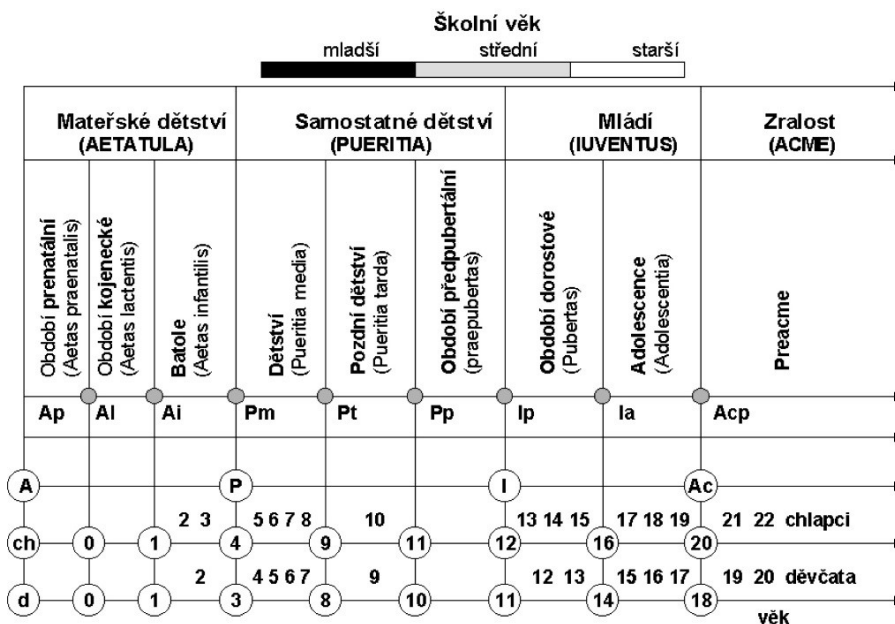 Školní věk
mladší střední starší
Mateřské dětství Samostatné dětství Mládí Zralost
(AETATULA) (PUERITIA) (IUVENTUS) (ACME)
Období prenatální
(Aetas praenatalis)
Období kojenecké
(Aetas lactentis)
Batole
(Aetas infantilis)
Dětství
(Pueritia media)
Pozdní dětství
(Pueritia tarda)
Období předpubertální
(praepubertas)
Období dorostové
(Pubertas)
Adolescence
(Adolescentia)
Preacme
Ap Al Ai Pm Pt Pp Ip Ia Acp
A P I Ac
2 3 5 6 7 8 10 13 14 15 17 18 19 21 22 chlapci
ch 0 1 4 9 11 12 16 20
2 4 5 6 7 9 12 13 15 16 17 19 20 děvčata
d 0 1 3 8 10 11 14 18
věk